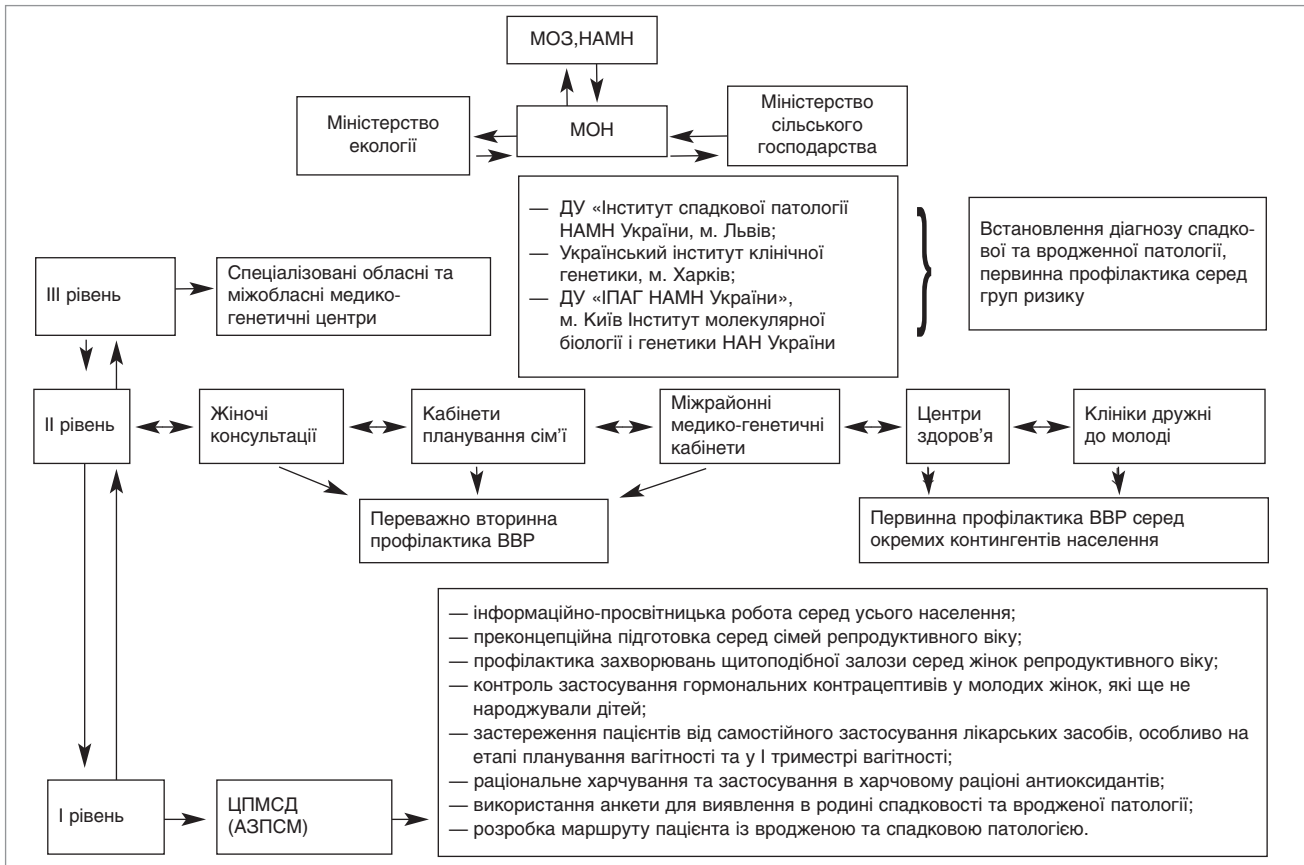 МОЗ,НАМН
Міністерство
екології
МОН
Міністерство
сільського
господарства
— ДУ «Інститут спадкової патології
НАМН України, м. Львів;
— Український інститут клінічної
генетики, м. Харків;
— ДУ «ІПАГ НАМН України»,
м. Київ Інститут молекулярної
біології і генетики НАН України
Встановлення діагнозу спадко-
вої та вродженної патології,
первинна профілактика серед
груп ризику
ІІІ рівень
Спеціалізовані обласні та
міжобласні медико-
генетичні центри
ІІ рівень
Жіночі
консультації
Кабінети
планування сім’ї
Міжрайонні
медико-генетичні
кабінети
Центри
здоров’я
Клініки дружні
до молоді
Переважно вторинна
профілактика ВВР
Первинна профілактика ВВР серед
окремих контингентів населення
І рівень
ЦПМСД
(АЗПСМ)
— інформаційно-просвітницька робота серед усього населення;
— преконцепційна підготовка серед сімей репродуктивного віку;
— профілактика захворювань щитоподібної залози серед жінок репродуктивного віку;
— контроль застосування гормональних контрацептивів у молодих жінок, які ще не
народжували дітей;
— застереження пацієнтів від самостійного застосування лікарських засобів, особливо на
етапі планування вагітності та у І триместрі вагітності;
— раціональне харчування та застосування в харчовому раціоні антиоксидантів;
— використання анкети для виявлення в родині спадковості та вродженої патології;
— розробка маршруту пацієнта із вродженою та спадковою патологією.